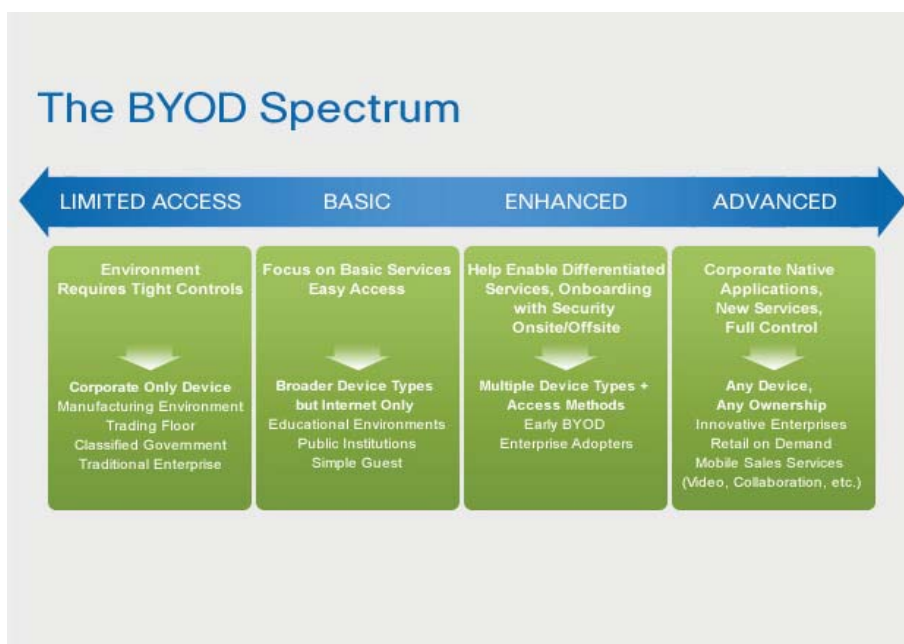 The BYOD Spectrum
LIMITED ACCESS
BASIC
ENHANCED
ADVANCED
Environment
Requires Tight Controls
Corporate Only Device
Manufacturing Environment
Trading Floor
Classified Government
Traditional Enterprise
Focus on Basic Services
Easy Access
Broader Device Types
but Internet Only
Educational Environments
Public Institutions
Simple Guest
Help Enable Differentiated
Services, Onboarding
with Security
Onsite/Offsite
Multiple Device Types +
Access Methods
Early BYOD
Enterprise Adopters
Corporate Native
Applications,
New Services,
Full Control
Any Device,
Any Ownership
Innovative Enterprises
Retail on Demand
Mobile Sales Services
(Video, Collaboration, etc.)